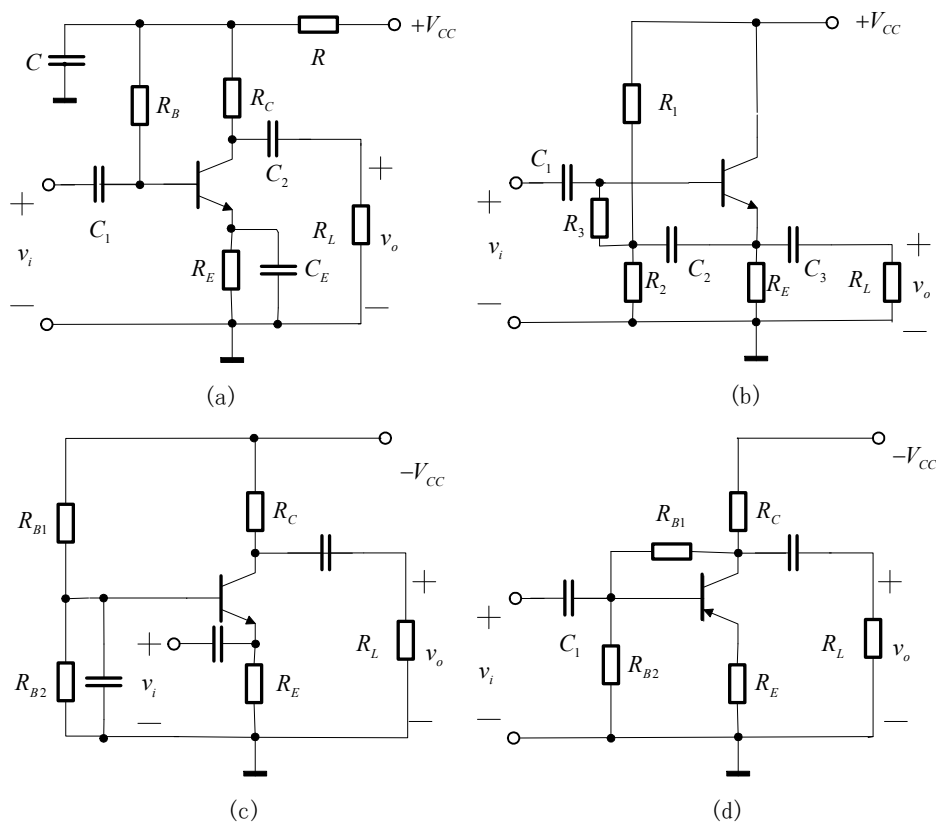 C
R
+V_CC
R_B
R_C
C_1
C_2
+
v_i
—
R_E
C_E
R_L
+
v_o
—
(a)
+V_CC
R_1
C_1
R_3
+
v_i
—
R_2
C_2
R_E
C_3
R_L
+
v_o
—
(b)
−V_CC
R_B1
R_C
R_B2
+
v_i
—
R_E
R_L
+
v_o
—
(c)
−V_CC
R_B1
R_C
C_1
+
v_i
—
R_B2
R_E
R_L
+
v_o
—
(d)